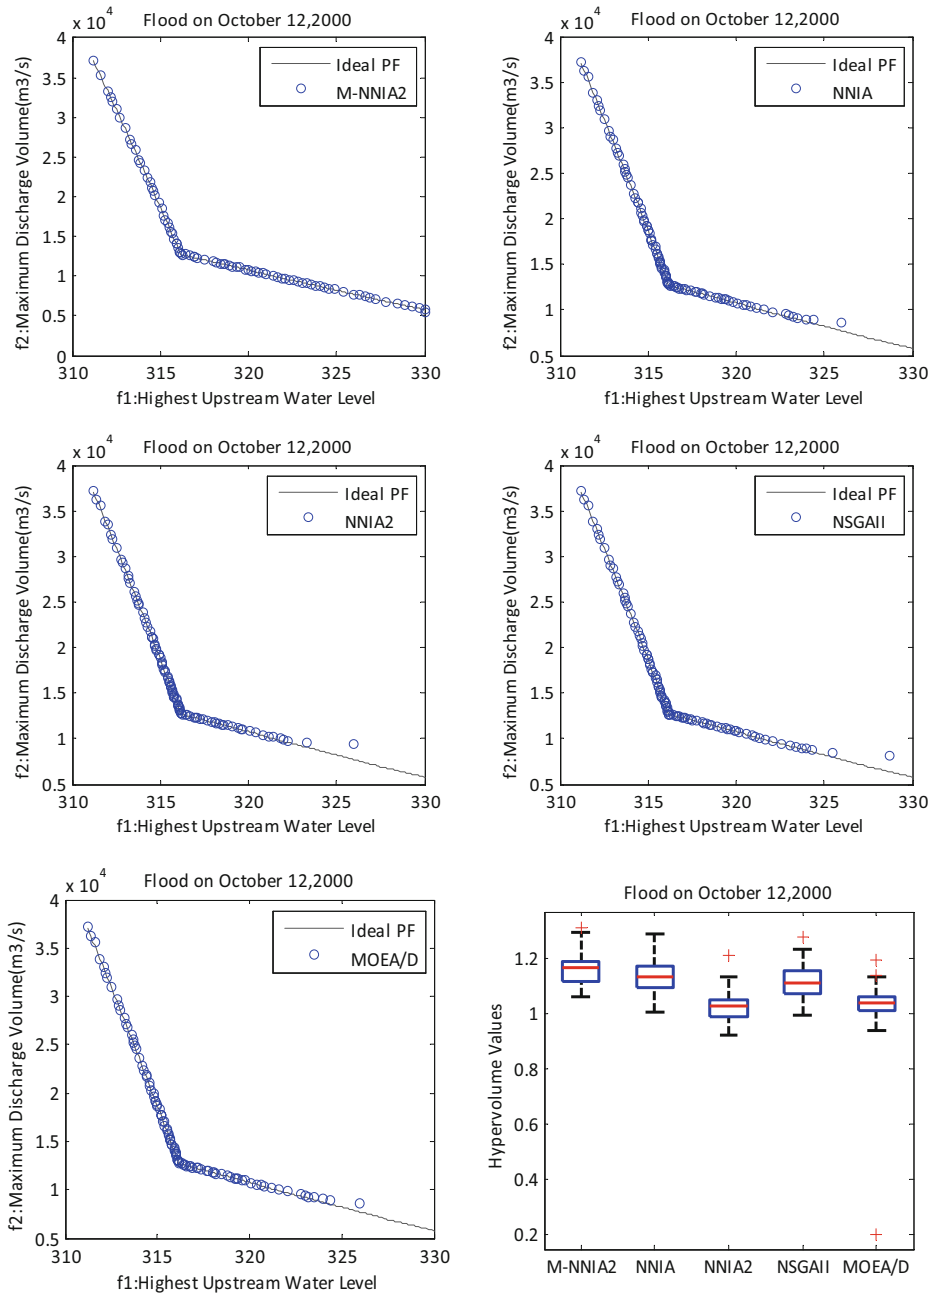 x 10^4
Flood on October 12,2000
f2:Maximum Discharge Volume(m3/s)
4
3.5
3
2.5
2
1.5
1
0.5
0
310 315 320 325 330
f1:Highest Upstream Water Level
Ideal PF
M-NNIA2
x 10^4
Flood on October 12,2000
f2:Maximum Discharge Volume(m3/s)
4
3.5
3
2.5
2
1.5
1
0.5
310 315 320 325 330
f1:Highest Upstream Water Level
Ideal PF
NNIA
x 10^4
Flood on October 12,2000
f2:Maximum Discharge Volume(m3/s)
4
3.5
3
2.5
2
1.5
1
0.5
310 315 320 325 330
f1:Highest Upstream Water Level
Ideal PF
NNIA2
x 10^4
Flood on October 12,2000
f2:Maximum Discharge Volume(m3/s)
4
3.5
3
2.5
2
1.5
1
0.5
310 315 320 325 330
f1:Highest Upstream Water Level
Ideal PF
NSGAII
x 10^4
Flood on October 12,2000
f2:Maximum Discharge Volume(m3/s)
4
3.5
3
2.5
2
1.5
1
0.5
310 315 320 325 330
f1:Highest Upstream Water Level
Ideal PF
MOEA/D
Flood on October 12,2000
Hypervolume Values
1.2
1
0.8
0.6
0.4
0.2
M-NNIA2 NNIA NNIA2 NSGAII MOEA/D